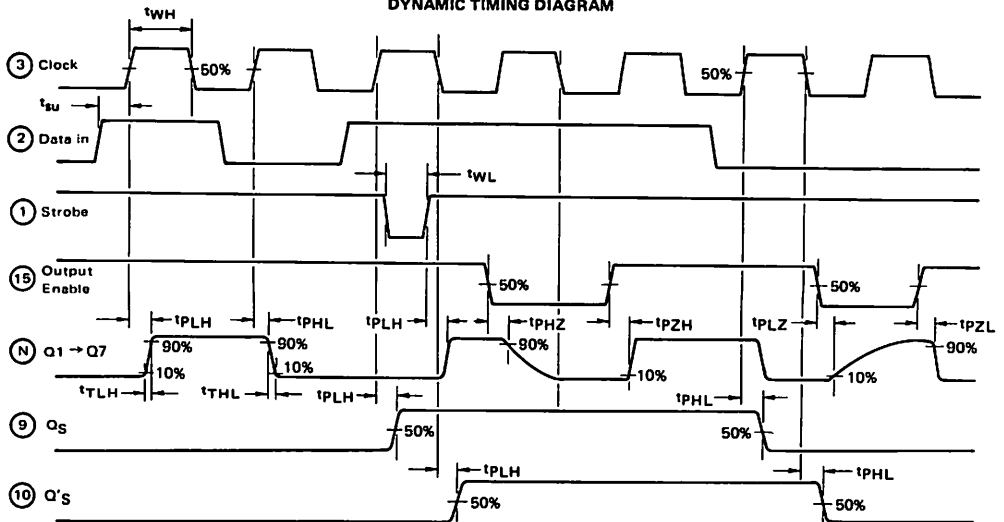 DYNAMIC TIMING DIAGRAM
tWH
3 Clock 50% 50%
tsu
2 Data in
tWL
1 Strobe
15 Output Enable 50% 50%
tPLH tPHL tPLH tPHZ tPZH tPLZ tPZL
N Q1 → Q7 90% 90% 90% 90%
10% 10% 10% 10%
tTLH tTHL tPLH tPHL
9 QS 50% 50%
tPLH tPHL
10 Q'S 50% 50%